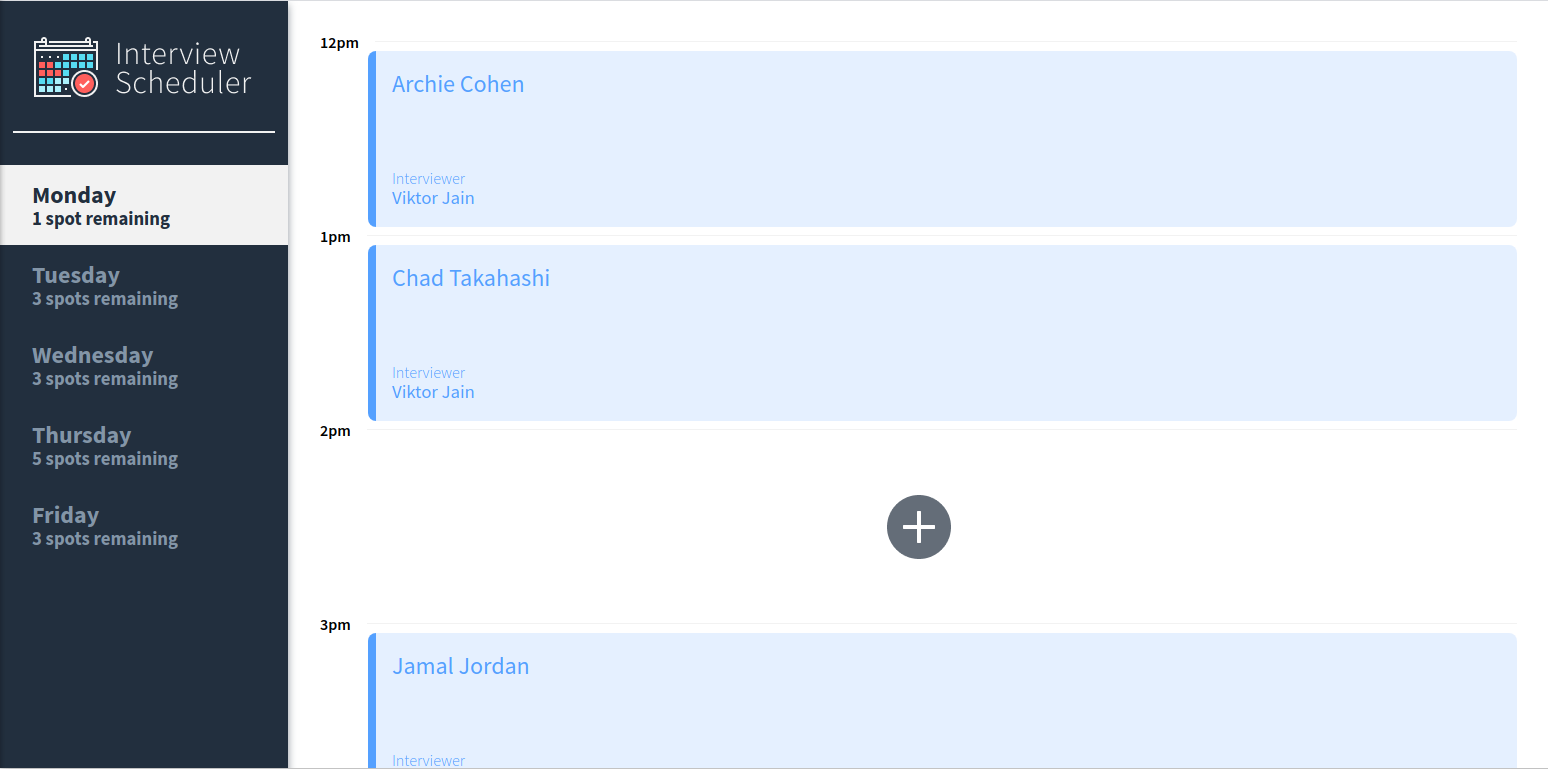 Interview
Scheduler
Monday
1 spot remaining
Tuesday
3 spots remaining
Wednesday
3 spots remaining
Thursday
5 spots remaining
Friday
3 spots remaining
12pm
Archie Cohen
Interviewer
Viktor Jain
1pm
Chad Takahashi
Interviewer
Viktor Jain
2pm
3pm
Jamal Jordan
Interviewer